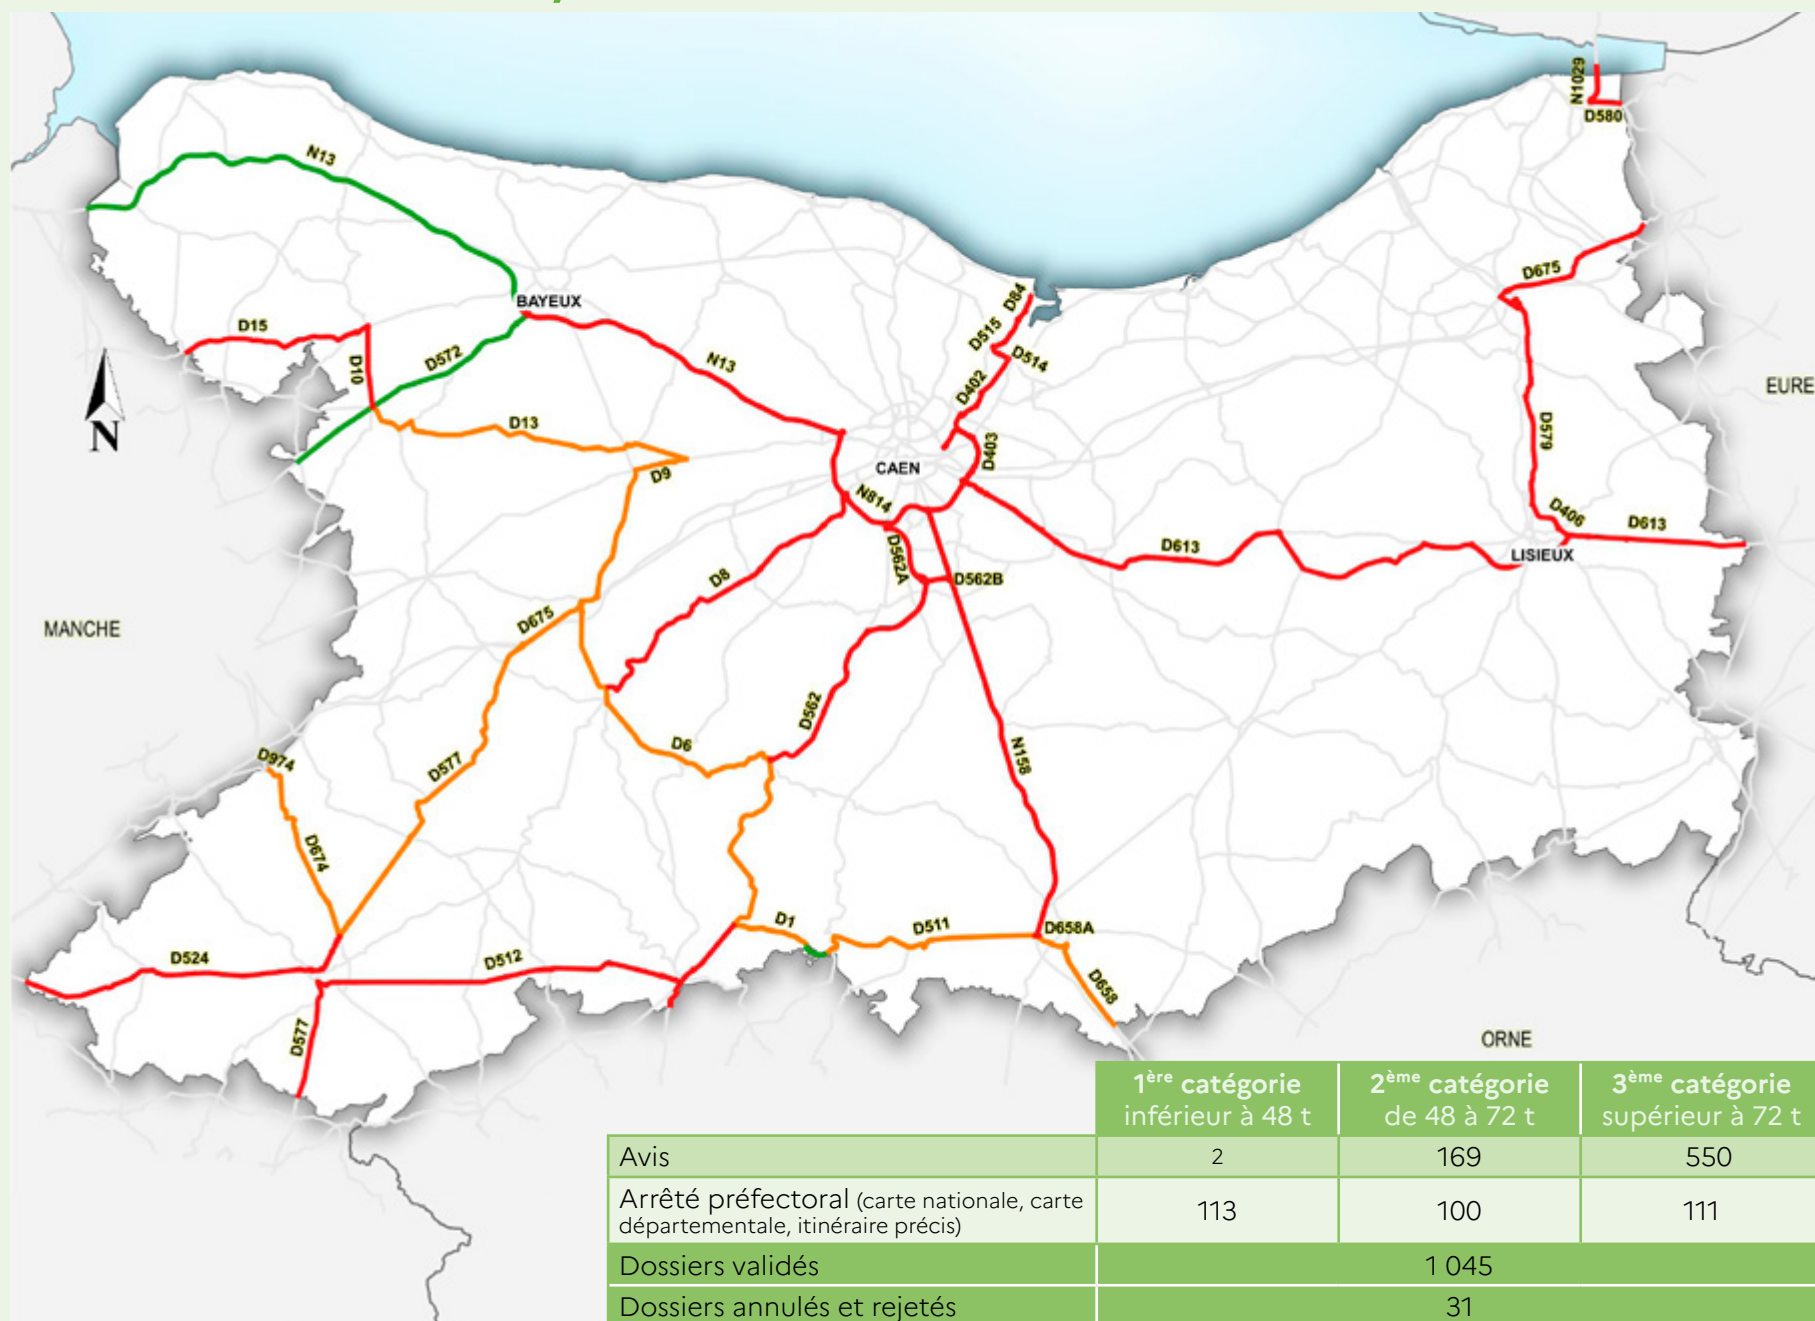 N1029
D580
N13
D675
D84
BAYEUX
D515
D15
D514
D572
N13
D10
D402
EURE
N
D13
D579
D403
CAEN
D9
N814
D406
D613
D562A
D613
LISIEUX
D8
D562B
D675
MANCHE
D562
D6
N158
D974
D577
D674
D1
D511
D658A
D524
D512
D658
D577
ORNE
1ère catégorie
inférieur à 48 t
2ème catégorie
de 48 à 72 t
3ème catégorie
supérieur à 72 t
Avis
2
169
550
Arrêté préfectoral (carte nationale, carte
départementale, itinéraire précis)
113
100
111
Dossiers validés
1 045
Dossiers annulés et rejetés
31